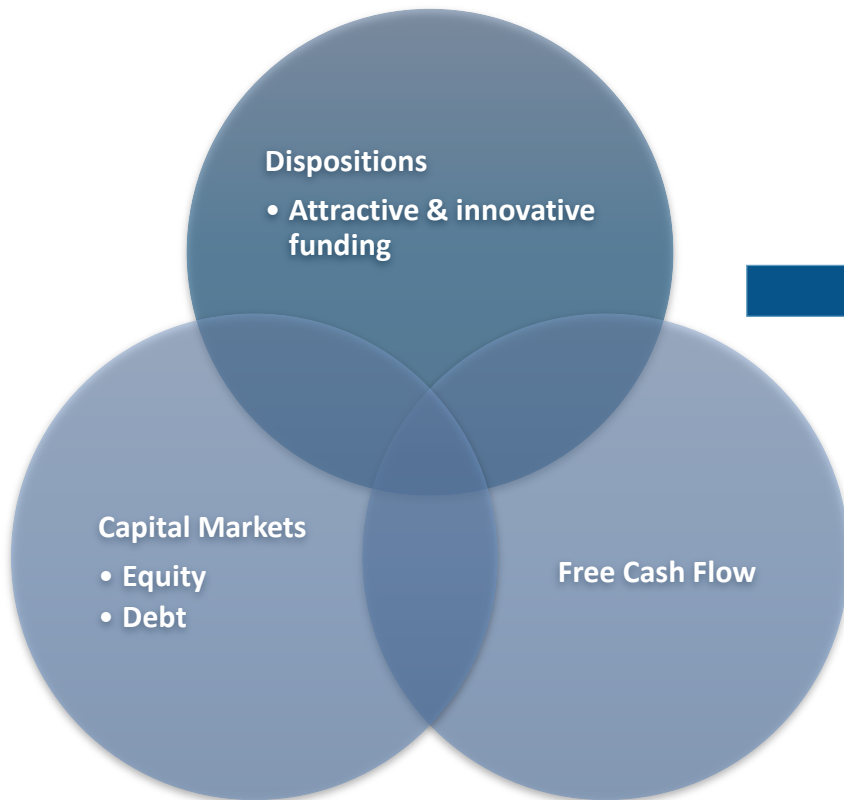 Dispositions
• Attractive & innovative
funding
Capital Markets
• Equity
• Debt
Free Cash Flow